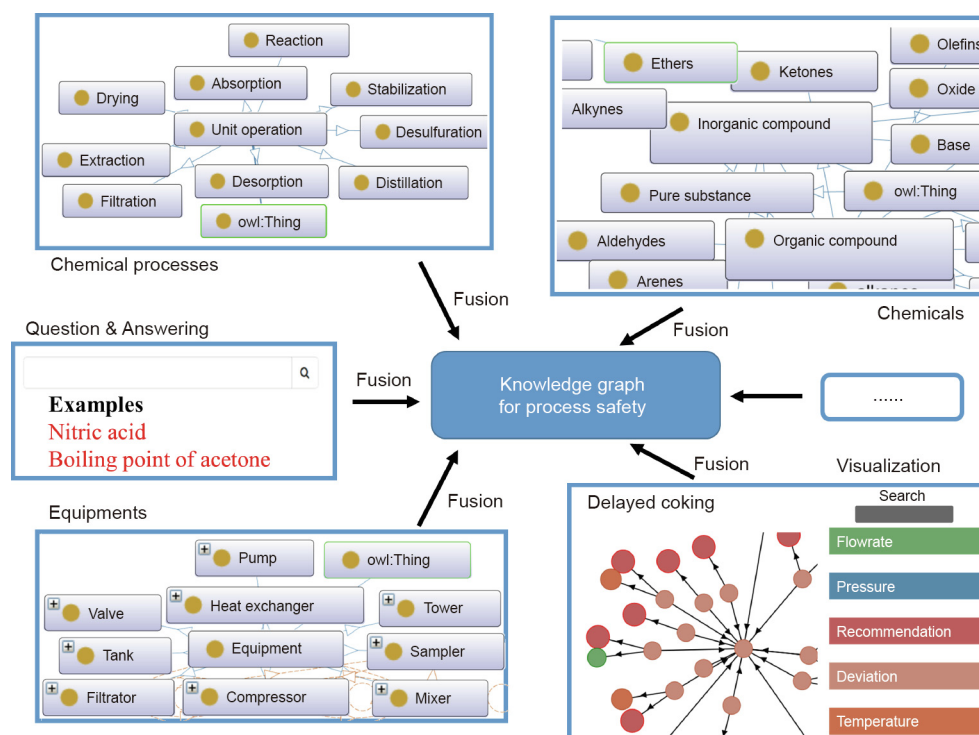 Reaction
Absorption
Stabilization
Drying
Unit operation
Desulfuration
Extraction
Desorption
Distillation
Filtration
owl:Thing
Chemical processes
Olefins
Ethers
Ketones
Oxide
Alkynes
Inorganic compound
Base
Pure substance
owl:Thing
Aldehydes
Organic compound
Arenes
Chemicals
Fusion
Fusion
Question & Answering
Examples
Nitric acid
Boiling point of acetone
Fusion
Knowledge graph
for process safety
......
Fusion
Fusion
Equipments
Pump
owl:Thing
Valve
Heat exchanger
Tower
Tank
Equipment
Sampler
Filtrator
Compressor
Mixer
Visualization
Delayed coking
Search
Flowrate
Pressure
Recommendation
Deviation
Temperature